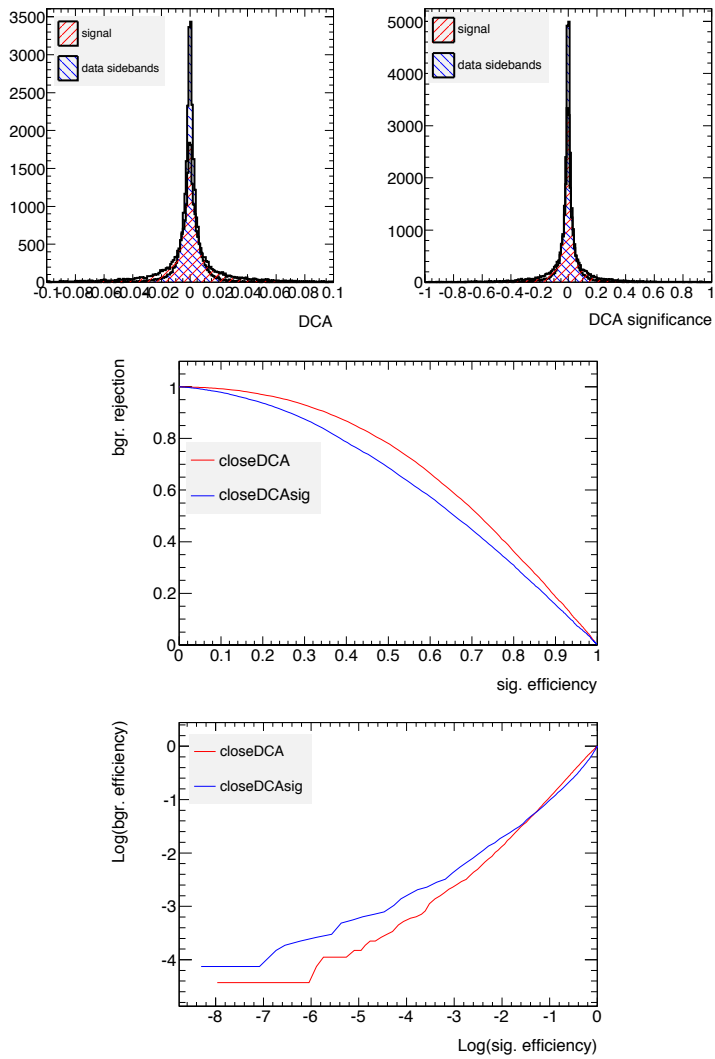 3500
3000
2500
2000
1500
1000
500
0
signal
data sidebands
-0.1 -0.08 -0.06 -0.04 -0.02 0 0.02 0.04 0.06 0.08 0.1
DCA
5000
4000
3000
2000
1000
0
signal
data sidebands
-1 -0.8 -0.6 -0.4 -0.2 0 0.2 0.4 0.6 0.8 1
DCA significance
bgr. rejection
1
0.8
0.6
0.4
0.2
0
closeDCA
closeDCAsig
0 0.1 0.2 0.3 0.4 0.5 0.6 0.7 0.8 0.9 1
sig. efficiency
Log(bgr. efficiency)
0
-1
-2
-3
-4
closeDCA
closeDCAsig
-8 -7 -6 -5 -4 -3 -2 -1 0
Log(sig. efficiency)